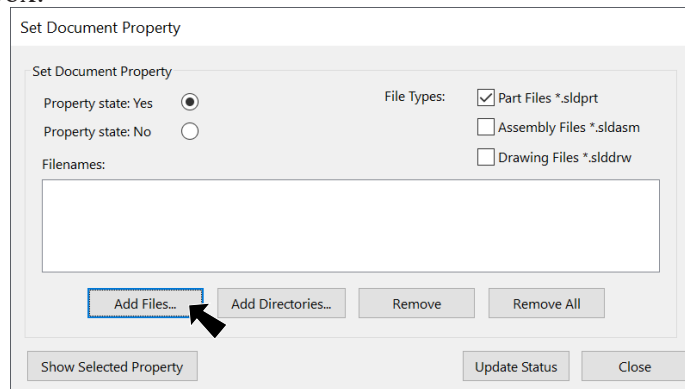 Set Document Property
Set Document Property
Property state: Yes
File Types:
Part Files *.sldprt
Property state: No
Assembly Files *.sldasm
Drawing Files *.slddrw
Filenames:
Add Files...
Add Directories...
Remove
Remove All
Show Selected Property
Update Status
Close